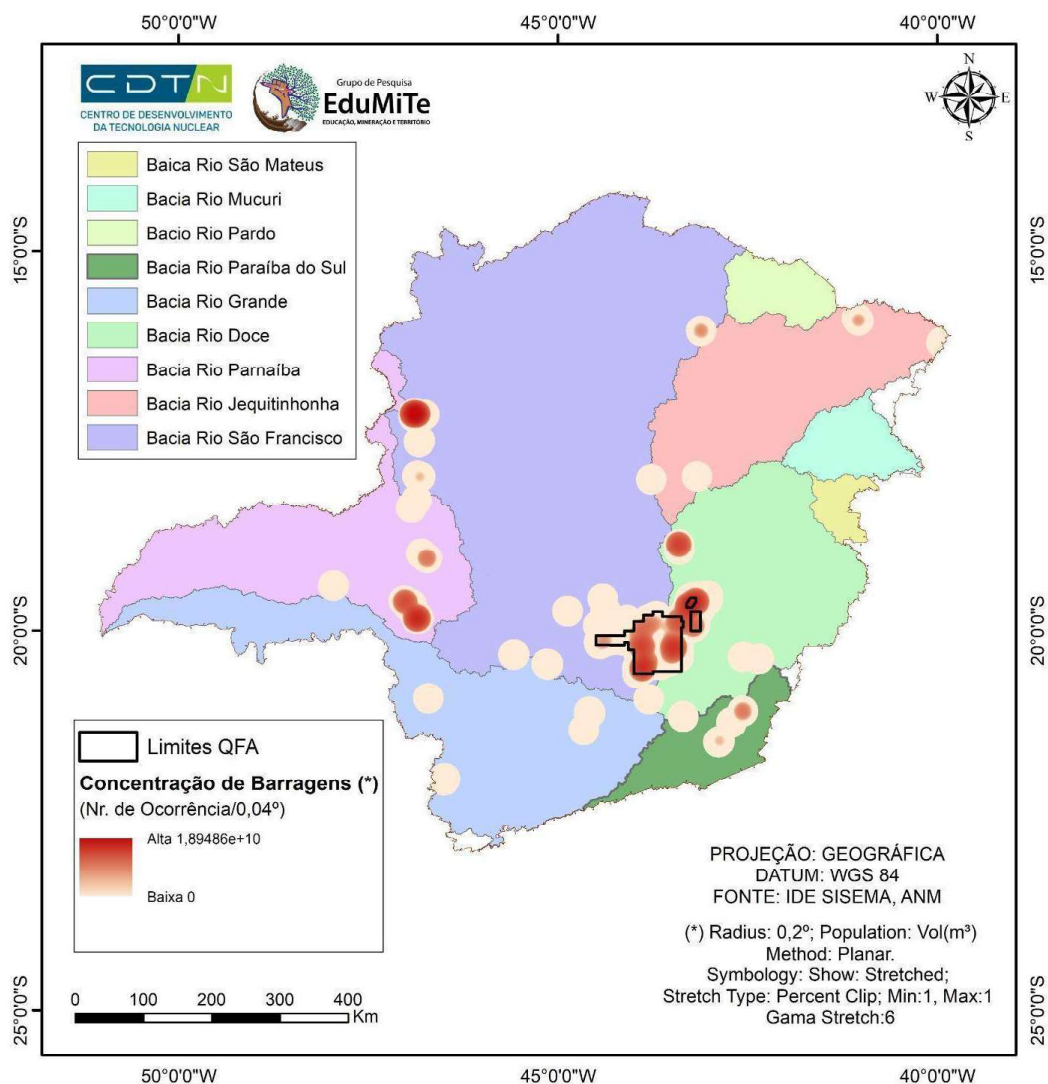 50°0'0"W 45°0'0"W 40°0'0"W
CDTN
CENTRO DE DESENVOLVIMENTO
DA TECNOLOGIA NUCLEAR
Grupo de Pesquisa
EduMiTe
EDUCAÇÃO, MINERAÇÃO E TERRITÓRIO
N
W E
S
Baica Rio São Mateus
Bacia Rio Mucuri
Bacio Rio Pardo
Bacia Rio Paraíba do Sul
Bacia Rio Grande
Bacia Rio Doce
Bacia Rio Parnaíba
Bacia Rio Jequitinhonha
Bacia Rio São Francisco
15°0'0"S 15°0'0"S
20°0'0"S 20°0'0"S
Limites QFA
Concentração de Barragens (*)
(Nr. de Ocorrência/0,04º)
Alta 1,89486e+10
Baixa 0
PROJEÇÃO: GEOGRÁFICA
DATUM: WGS 84
FONTE: IDE SISEMA, ANM
(*) Radius: 0,2º; Population: Vol(m³)
Method: Planar.
Symbology: Show: Stretched;
Stretch Type: Percent Clip; Min:1, Max:1
Gama Stretch:6
0 100 200 300 400
Km
25°0'0"S 25°0'0"S
50°0'0"W 45°0'0"W 40°0'0"W